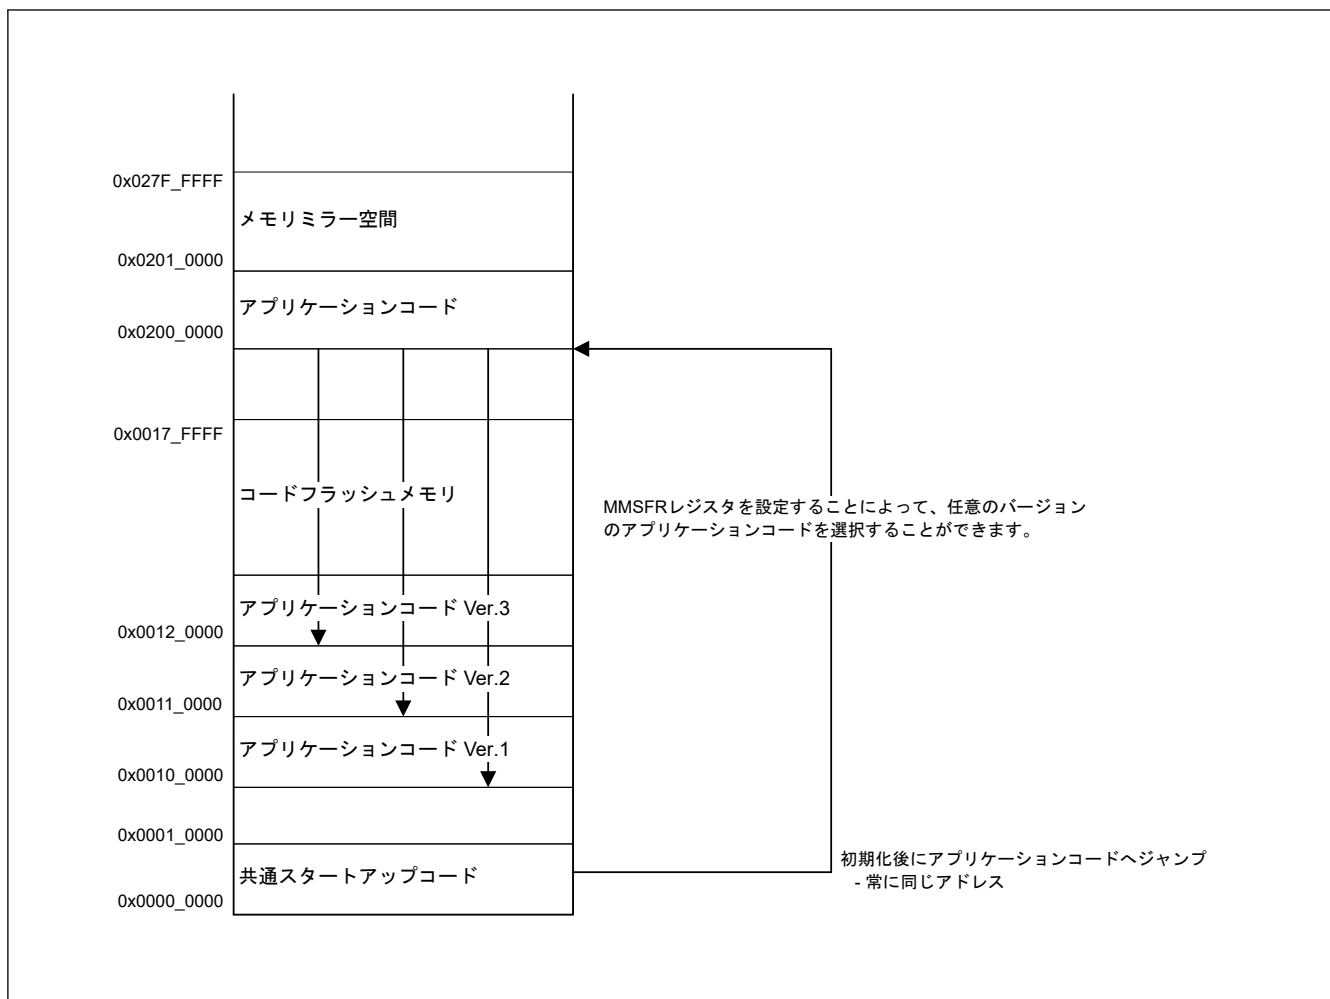 0x027F_FFFF
メモリミラー空間
0x0201_0000
アプリケーションコード
0x0200_0000
0x0017_FFFF
コードフラッシュメモリ
MMSFRレジスタを設定することによって、任意のバージョン
のアプリケーションコードを選択することができます。
アプリケーションコード Ver.3
0x0012_0000
アプリケーションコード Ver.2
0x0011_0000
アプリケーションコード Ver.1
0x0010_0000
0x0001_0000
初期化後にアプリケーションコードへジャンプ
- 常に同じアドレス
共通スタートアップコード
0x0000_0000